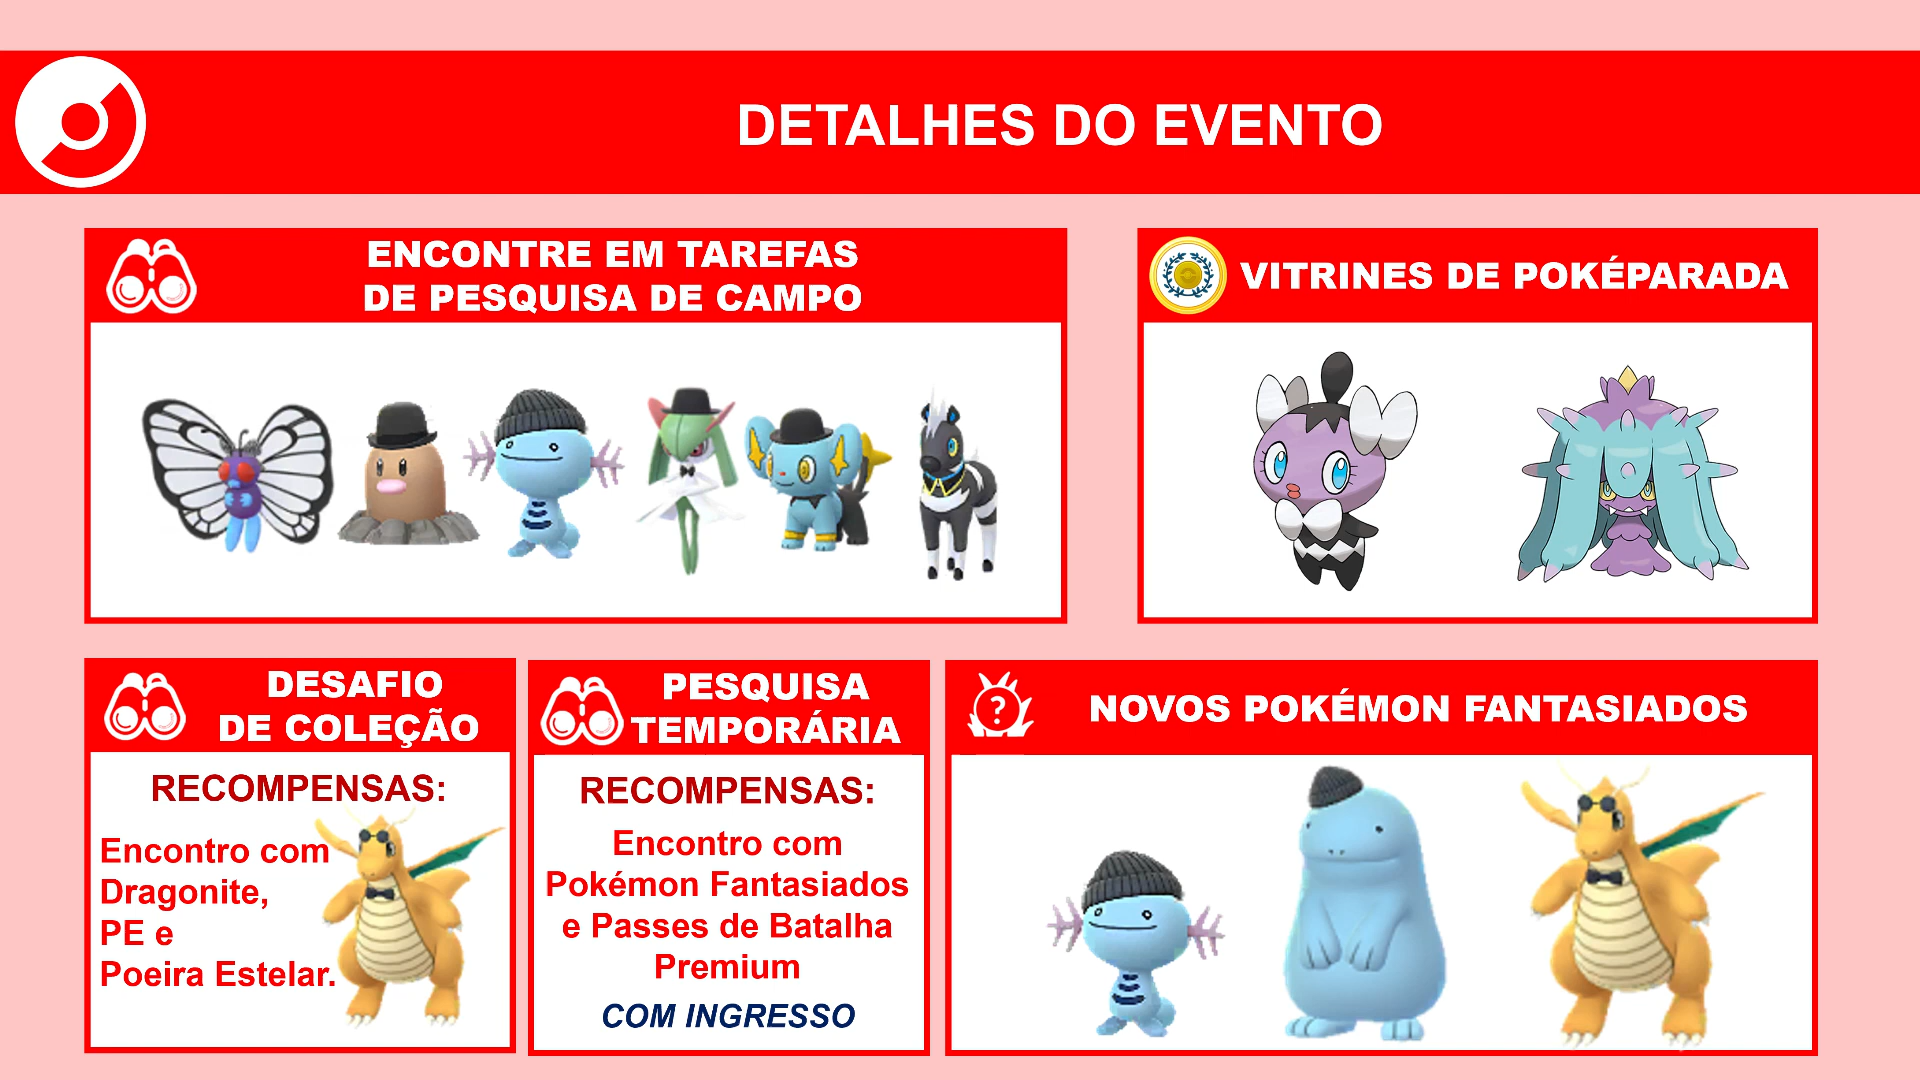 DETALHES DO EVENTO
ENCONTRE EM TAREFAS
DE PESQUISA DE CAMPO
VITRINES DE POKÉPARADA
DESAFIO
DE COLEÇÃO
RECOMPENSAS:
Encontro com
Dragonite,
PE e
Poeira Estelar.
PESQUISA
TEMPORÁRIA
RECOMPENSAS:
Encontro com
Pokémon Fantasiados
e Passes de Batalha
Premium
COM INGRESSO
?
NOVOS POKÉMON FANTASIADOS